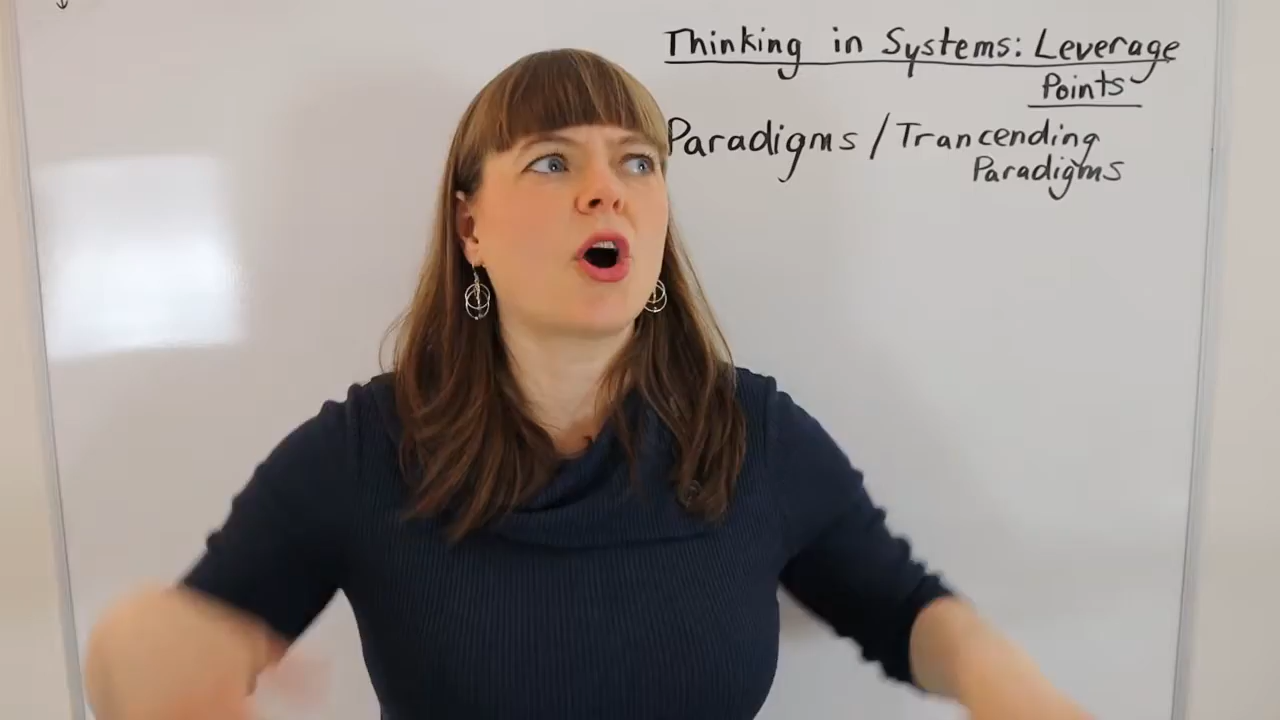 Thinking in Systems: Leverage
Points
Paradigms / Trancending
Paradigms